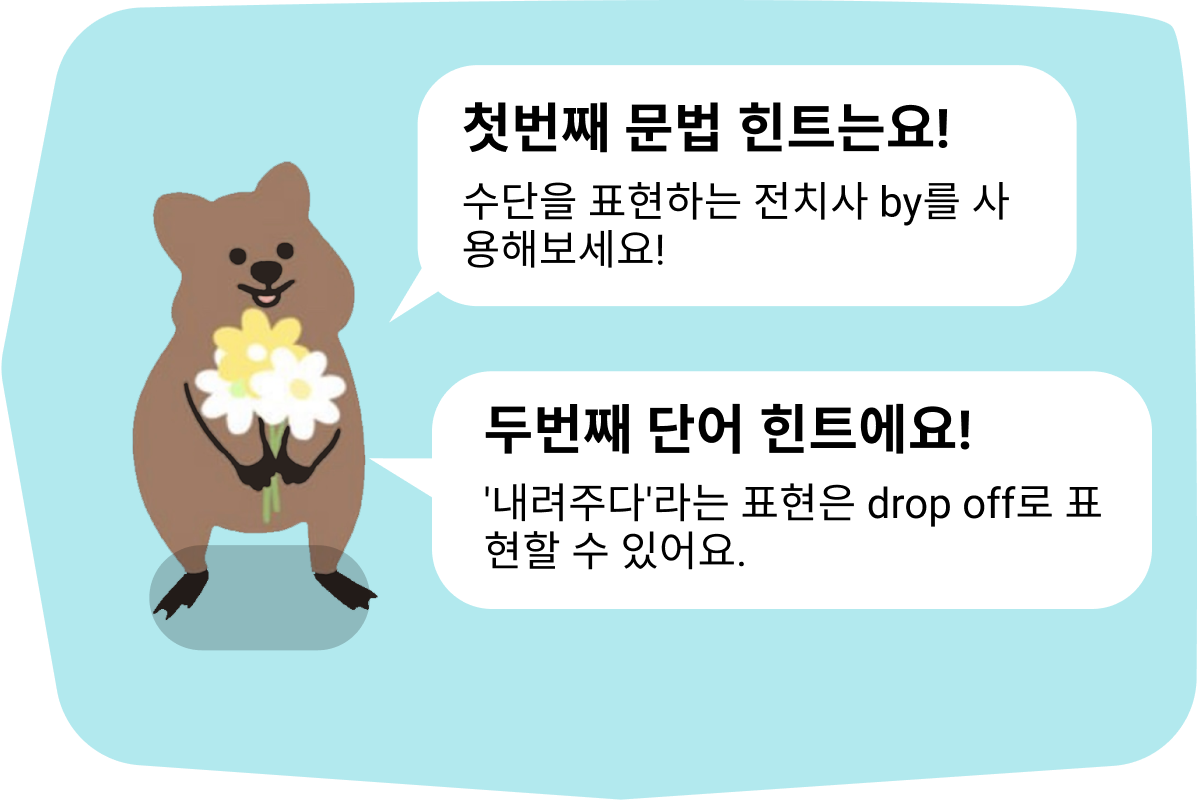 첫번째 문법 힌트는요!
수단을 표현하는 전치사 by를 사
용해보세요!
두번째 단어 힌트에요!
'내려주다'라는 표현은 drop off로 표
현할 수 있어요.